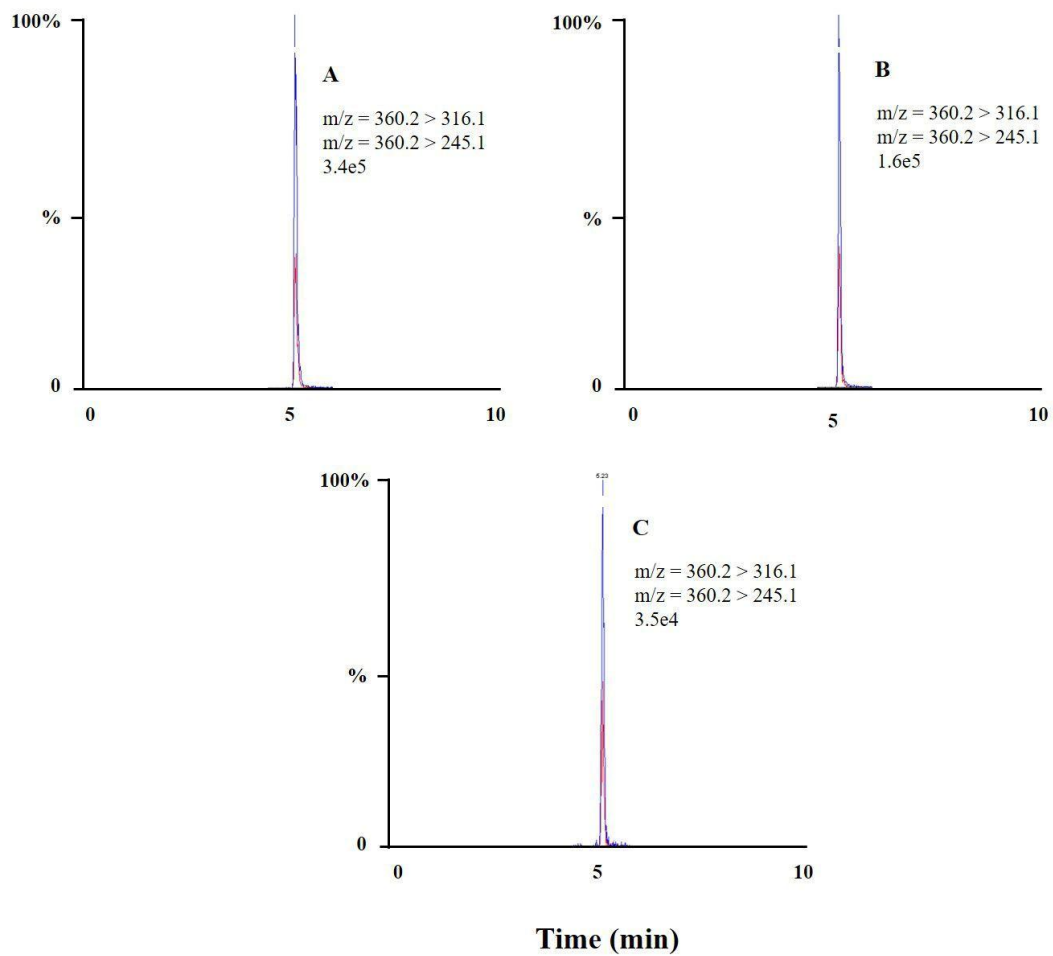 100%
A
m/z = 360.2 > 316.1
m/z = 360.2 > 245.1
3.4e5
%
0
0 5 10
100%
B
m/z = 360.2 > 316.1
m/z = 360.2 > 245.1
1.6e5
%
0
0 5 10
100%
5.23
C
m/z = 360.2 > 316.1
m/z = 360.2 > 245.1
3.5e4
%
0
0 5 10
Time (min)